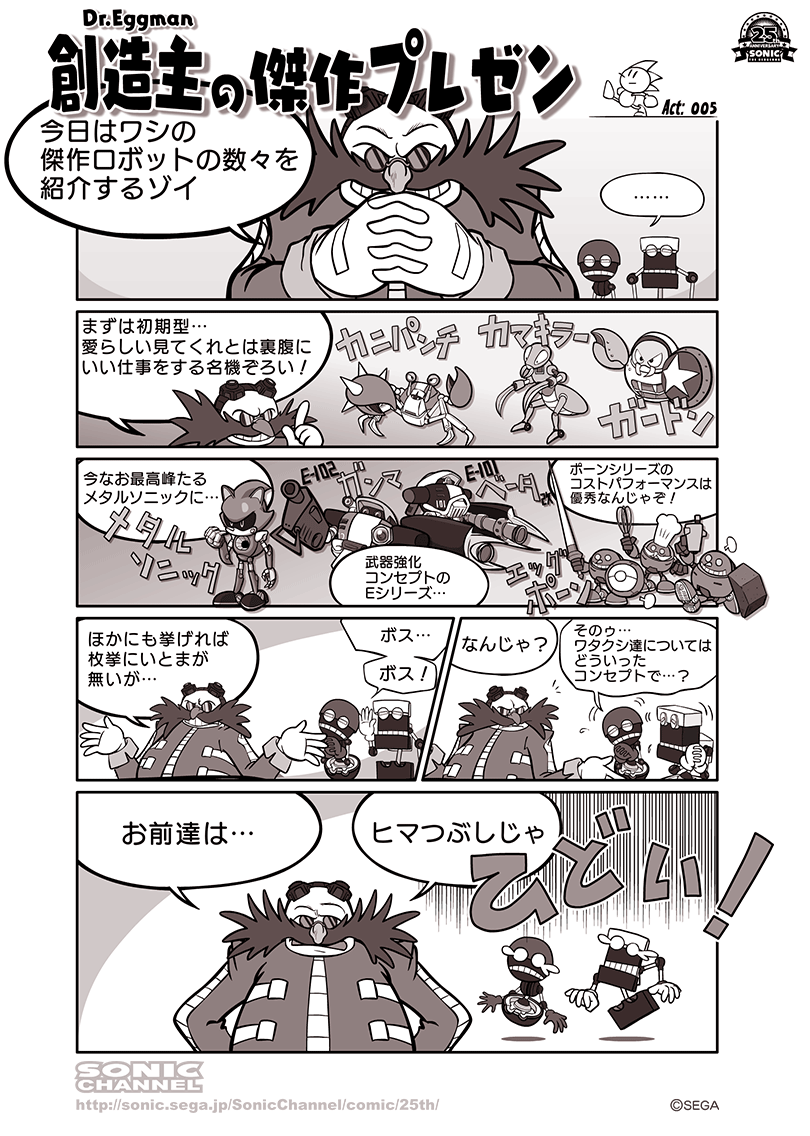 Dr.Eggman
創造主の傑作プレゼン
25th
ANNIVERSARY
SONIC
THE HEDGEHOG
Act: 005
今日はワシの
傑作ロボットの数々を
紹介するゾイ
……
まずは初期型…
愛らしい見てくれとは裏腹に
いい仕事をする名機ぞろい！
カニパンチ
カマキラー
ガートン
今なお最高峰たる
メタルソニックに…
メタル
ソニック
E-102
ガンマ
E-101
ベータ
改
武器強化
コンセプトの
Eシリーズ…
ポーンシリーズの
コストパフォーマンスは
優秀なんじゃぞ！
エッグ
ポーン
ほかにも挙げれば
枚挙にいとまが
無いが…
ボス…
ボス！
なんじゃ？
そのゥ…
ワタクシ達については
どういった
コンセプトで…？
お前達は…
ヒマつぶしじゃ
ひどい！
SONIC
CHANNEL
http://sonic.sega.jp/SonicChannel/comic/25th/
©SEGA